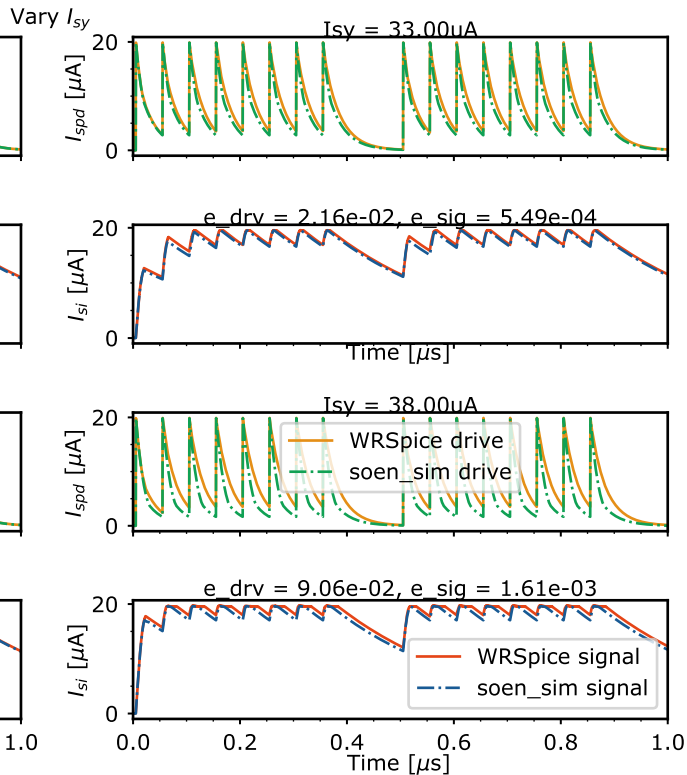 Vary I_sy
Isy = 33.00uA
20
0
I_spd [μA]
e_drv = 2.16e-02, e_sig = 5.49e-04
20
0
I_si [μA]
Time [μs]
Isy = 38.00uA
20
0
I_spd [μA]
WRSpice drive
soen_sim drive
e_drv = 9.06e-02, e_sig = 1.61e-03
20
0
I_si [μA]
WRSpice signal
soen_sim signal
1.0 0.0 0.2 0.4 0.6 0.8 1.0
Time [μs]